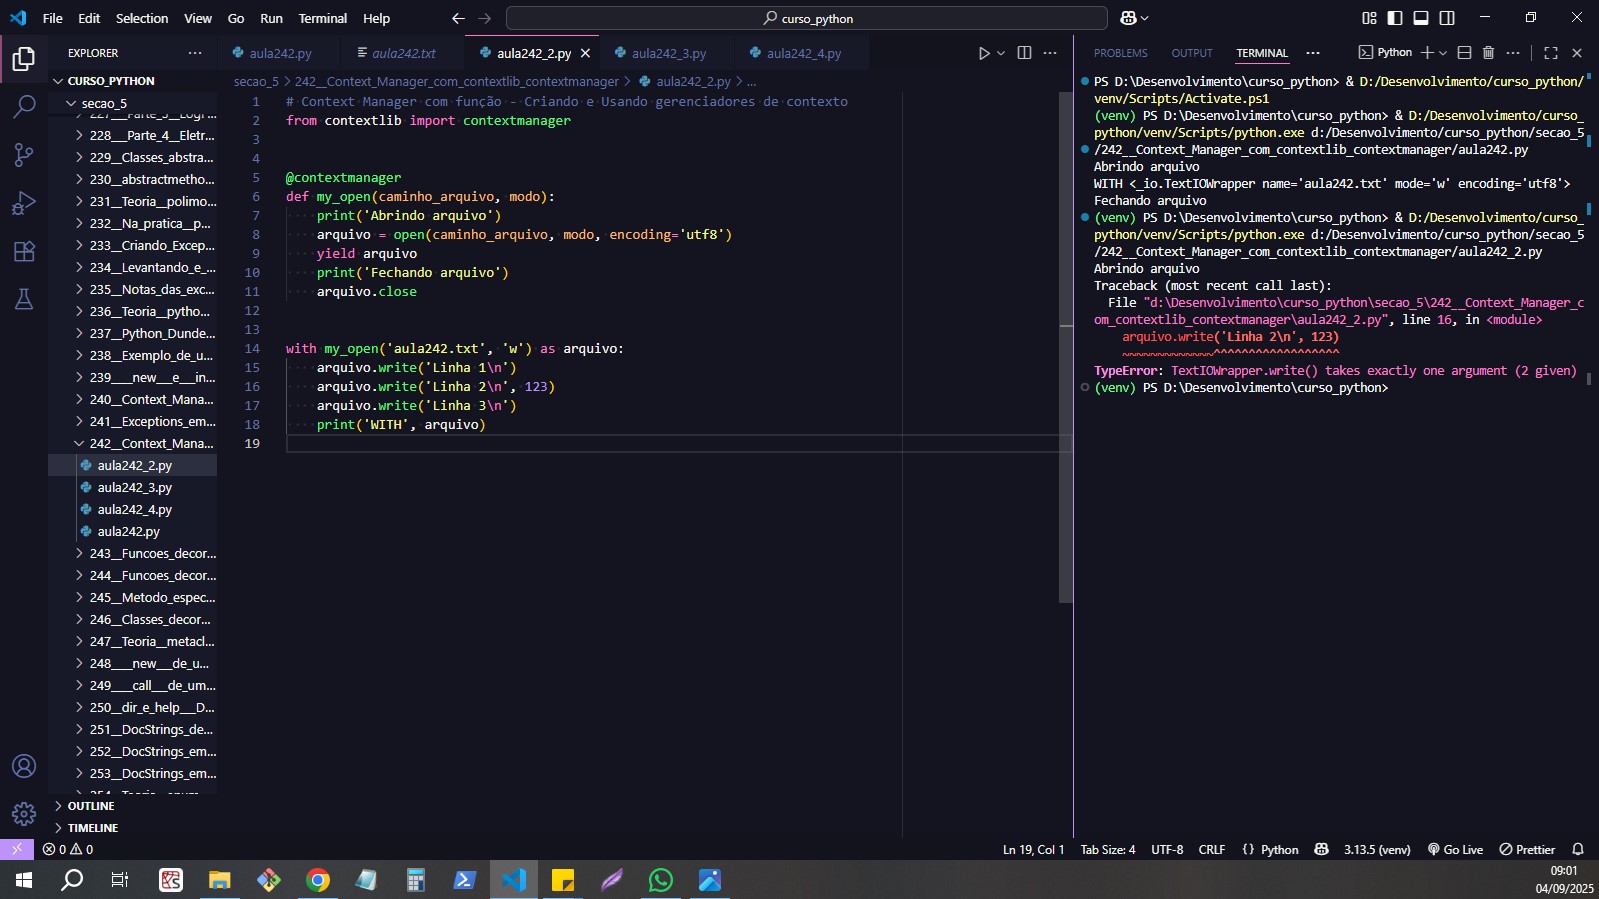 File Edit Selection View Go Run Terminal Help
curso_python
EXPLORER
CURSO_PYTHON
secao_5
228__Parte_4__Eletr...
229__Classes_abstra...
230__abstractmetho...
231__Teoria__polimo...
232__Na_pratica__p...
233__Criando_Excep...
234__Levantando_e_...
235__Notas_das_exc...
236__Teoria__pytho...
237__Python_Dunde...
238__Exemplo_de_u...
239____new__e__in...
240__Context_Mana...
241__Exceptions_em...
242__Context_Mana...
aula242_2.py
aula242_3.py
aula242_4.py
aula242.py
243__Funcoes_decor...
244__Funcoes_decor...
245__Metodo_espec...
246__Classes_decor...
247__Teoria__metacl...
248____new___de_u...
249____call___de_um...
250__dir_e_help___D...
251__DocStrings_de...
252__DocStrings_em...
253__DocStrings_em...
OUTLINE
TIMELINE
aula242.py aula242.txt aula242_2.py aula242_3.py aula242_4.py
secao_5 > 242__Context_Manager_com_contextlib_contextmanager > aula242_2.py > ...
1 # Context Manager com função - Criando e Usando gerenciadores de contexto
2 from contextlib import contextmanager
3
4
5 @contextmanager
6 def my_open(caminho_arquivo, modo):
7 print('Abrindo arquivo')
8 arquivo = open(caminho_arquivo, modo, encoding='utf8')
9 yield arquivo
10 print('Fechando arquivo')
11 arquivo.close
12
13
14 with my_open('aula242.txt', 'w') as arquivo:
15 arquivo.write('Linha 1\n')
16 arquivo.write('Linha 2\n', 123)
17 arquivo.write('Linha 3\n')
18 print('WITH', arquivo)
19
PROBLEMS OUTPUT TERMINAL ... Python
PS D:\Desenvolvimento\curso_python> & D:/Desenvolvimento/curso_python/
venv/Scripts/Activate.ps1
(venv) PS D:\Desenvolvimento\curso_python> & D:/Desenvolvimento/curso_
python/venv/Scripts/python.exe d:/Desenvolvimento/curso_python/secao_5
/242__Context_Manager_com_contextlib_contextmanager/aula242.py
Abrindo arquivo
WITH <_io.TextIOWrapper name='aula242.txt' mode='w' encoding='utf8'>
Fechando arquivo
(venv) PS D:\Desenvolvimento\curso_python> & D:/Desenvolvimento/curso_
python/venv/Scripts/python.exe d:/Desenvolvimento/curso_python/secao_5
/242__Context_Manager_com_contextlib_contextmanager/aula242_2.py
Abrindo arquivo
Traceback (most recent call last):
File "d:\Desenvolvimento\curso_python\secao_5\242__Context_Manager_c
om_contextlib_contextmanager\aula242_2.py", line 16, in <module>
arquivo.write('Linha 2\n', 123)
~~~~~~~~~~~~~^^^^^^^^^^^^^^^^^^
TypeError: TextIOWrapper.write() takes exactly one argument (2 given)
(venv) PS D:\Desenvolvimento\curso_python>
0 0
Ln 19, Col 1 Tab Size: 4 UTF-8 CRLF {} Python 3.13.5 (venv) Go Live Prettier
09:01
04/09/2025